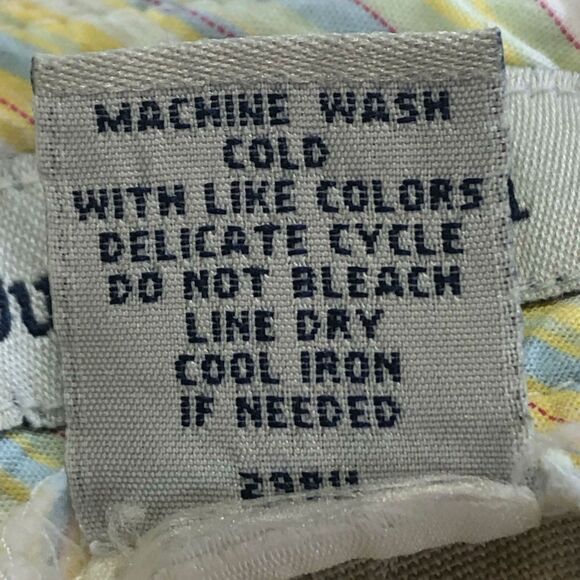 MACHINE WASH
COLD
WITH LIKE COLORS
DELICATE CYCLE
DO NOT BLEACH
LINE DRY
COOL IRON
IF NEEDED